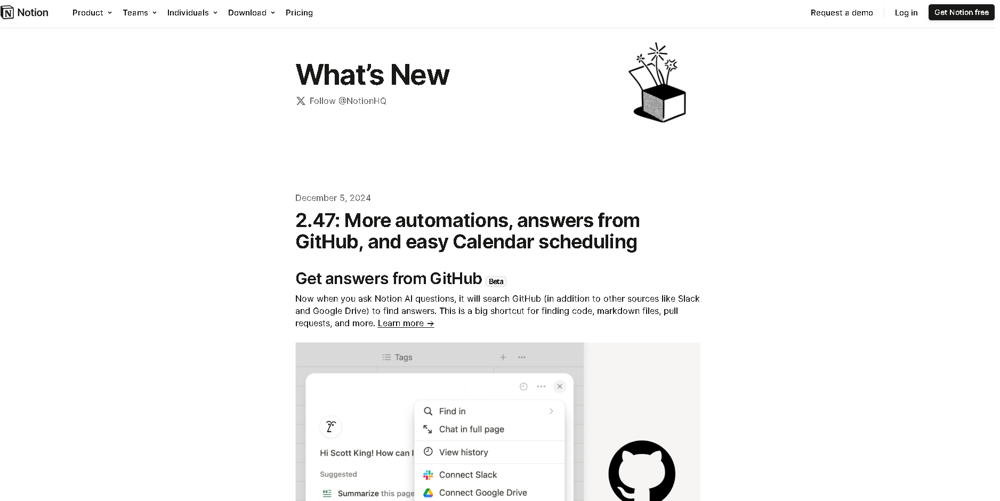 Notion Product Teams Individuals Download Pricing Request a demo Log in Get Notion free
What's New
Follow @NotionHQ
December 5, 2024
2.47: More automations, answers from
GitHub, and easy Calendar scheduling
Get answers from GitHub Beta
Now when you ask Notion AI questions, it will search GitHub (in addition to other sources like Slack
and Google Drive) to find answers. This is a big shortcut for finding code, markdown files, pull
requests, and more. Learn more →
Tags
Find in
Chat in full page
Hi Scott King! How can I
View history
Suggested
Connect Slack
Summarize this page
Connect Google Drive